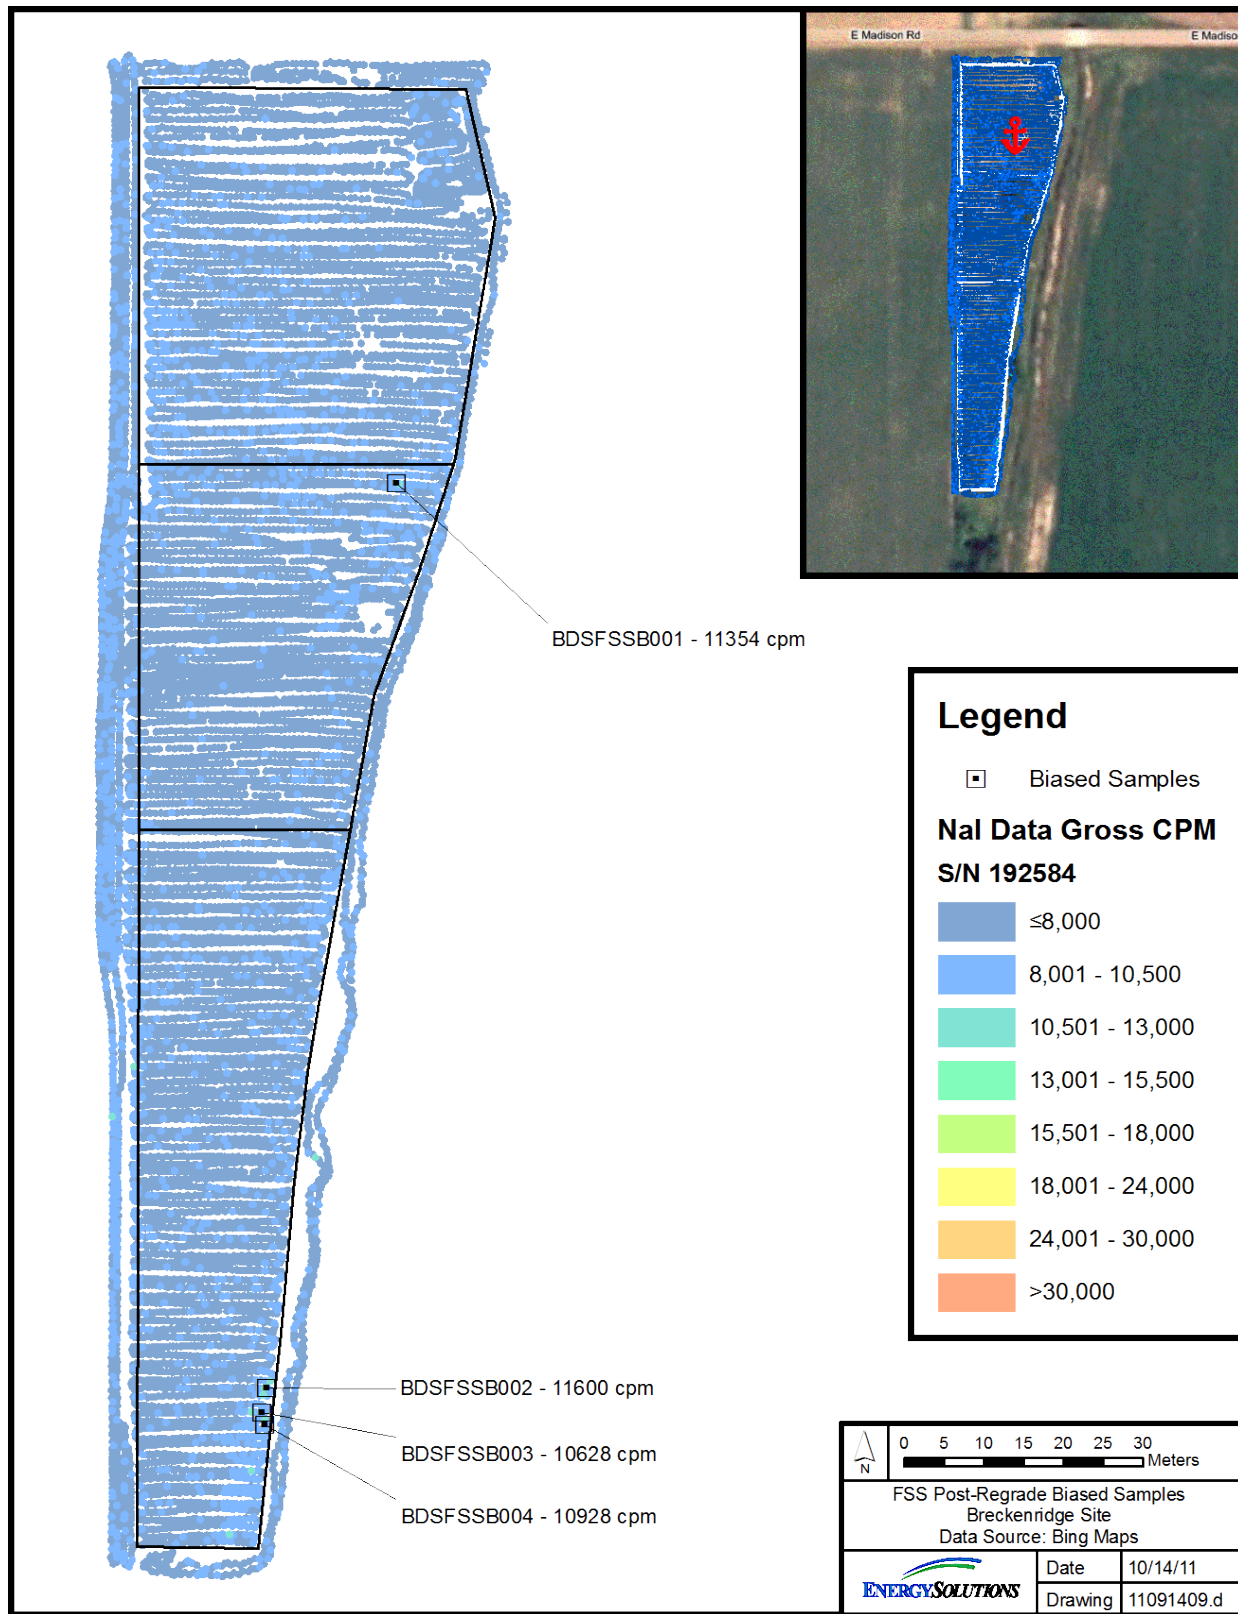 E Madison Rd
E Madiso
BDSFSSB001 - 11354 cpm
Legend
Biased Samples
NaI Data Gross CPM
S/N 192584
≤8,000
8,001 - 10,500
10,501 - 13,000
13,001 - 15,500
15,501 - 18,000
18,001 - 24,000
24,001 - 30,000
>30,000
BDSFSSB002 - 11600 cpm
BDSFSSB003 - 10628 cpm
BDSFSSB004 - 10928 cpm
N
0 5 10 15 20 25 30
Meters
FSS Post-Regrade Biased Samples
Breckenridge Site
Data Source: Bing Maps
ENERGYSOLUTIONS
Date 10/14/11
Drawing 11091409.d